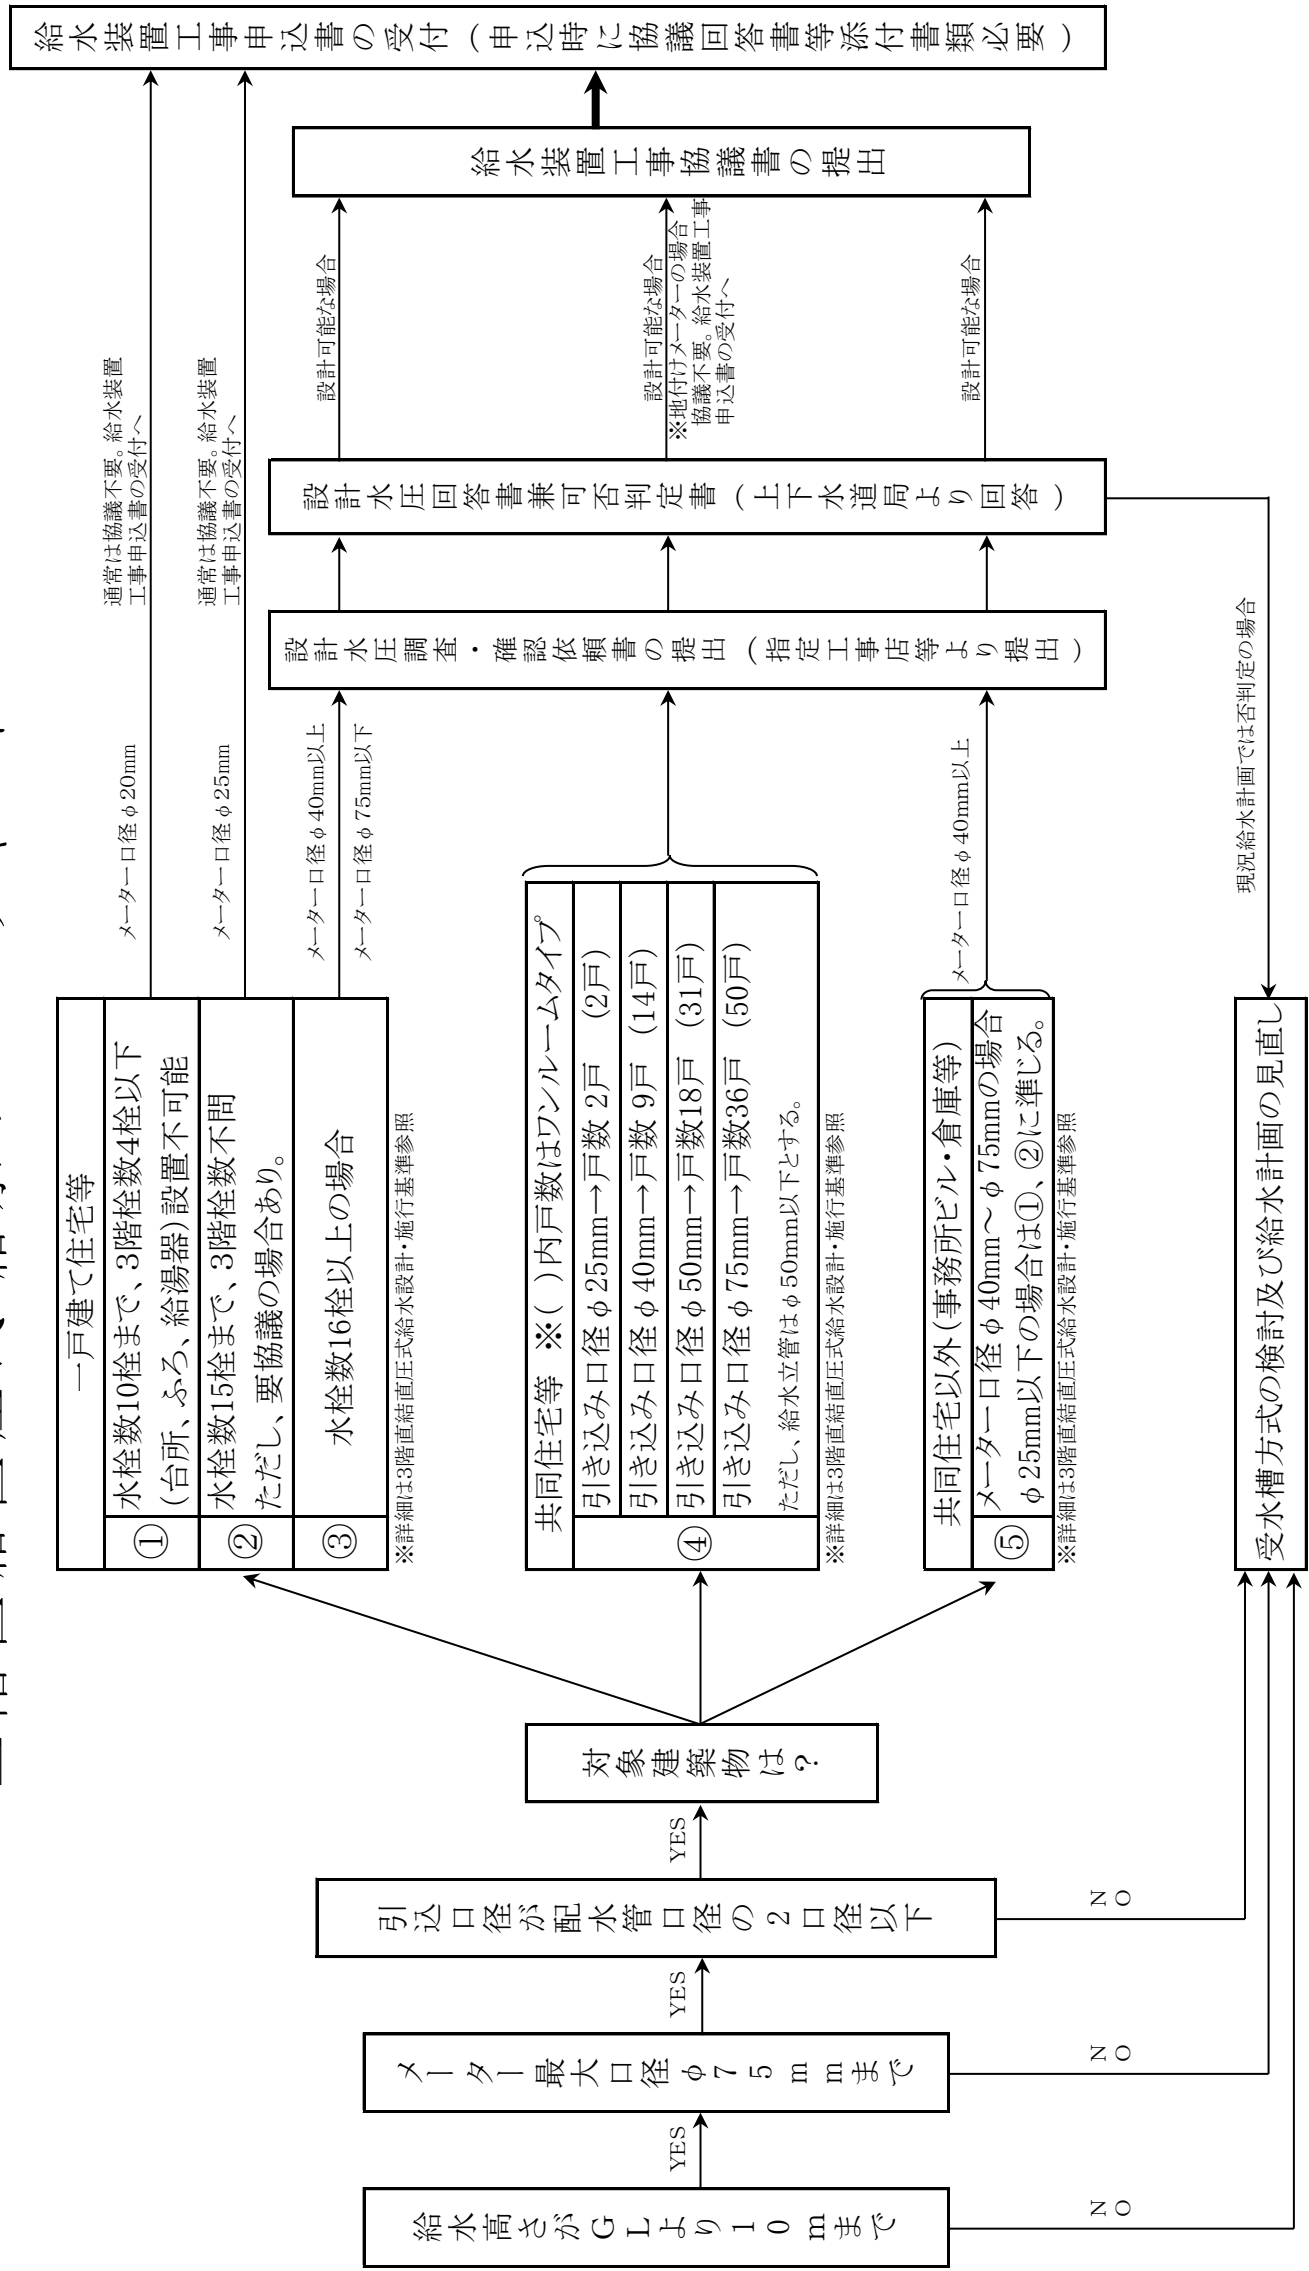 給水高さがＧＬより１０ｍまで
YES
NO
メーター最大口径φ７５ｍｍまで
YES
NO
引込口径が配水管口径の２口径以下
YES
NO
対象建築物は？
一戸建て住宅等
①
水栓数10栓まで、3階栓数4栓以下
(台所、ふろ、給湯器)設置不可能
②
水栓数15栓まで、3階栓数不問
ただし、要協議の場合あり。
③
水栓数16栓以上の場合
※詳細は3階直結直圧式給水設計・施行基準参照
共同住宅等　※( )内戸数はワンルームタイプ
④
引き込み口径φ25mm→戸数 2戸　(2戸)
引き込み口径φ40mm→戸数 9戸　(14戸)
引き込み口径φ50mm→戸数18戸　(31戸)
引き込み口径φ75mm→戸数36戸　(50戸)
ただし、給水立管はφ50mm以下とする。
※詳細は3階直結直圧式給水設計・施行基準参照
共同住宅以外(事務所ビル・倉庫等)
⑤
メーター口径φ40mm～φ75mmの場合
φ25mm以下の場合は①、②に準じる。
※詳細は3階直結直圧式給水設計・施行基準参照
受水槽方式の検討及び給水計画の見直し
メーター口径φ20mm
通常は協議不要。給水装置
工事申込書の受付へ
メーター口径φ25mm
通常は協議不要。給水装置
工事申込書の受付へ
メーター口径φ40mm以上
メーター口径φ75mm以下
メーター口径φ40mm以上
現況給水計画では否判定の場合
設計水圧調査・確認依頼書の提出（指定工事店等より提出）
設計水圧回答書兼可否判定書（上下水道局より回答）
設計可能な場合
設計可能な場合
※地付けメーターの場合
協議不要。給水装置工事
申込書の受付へ
設計可能な場合
給水装置工事協議書の提出
給水装置工事申込書の受付（申込時に協議回答書等添付書類必要）